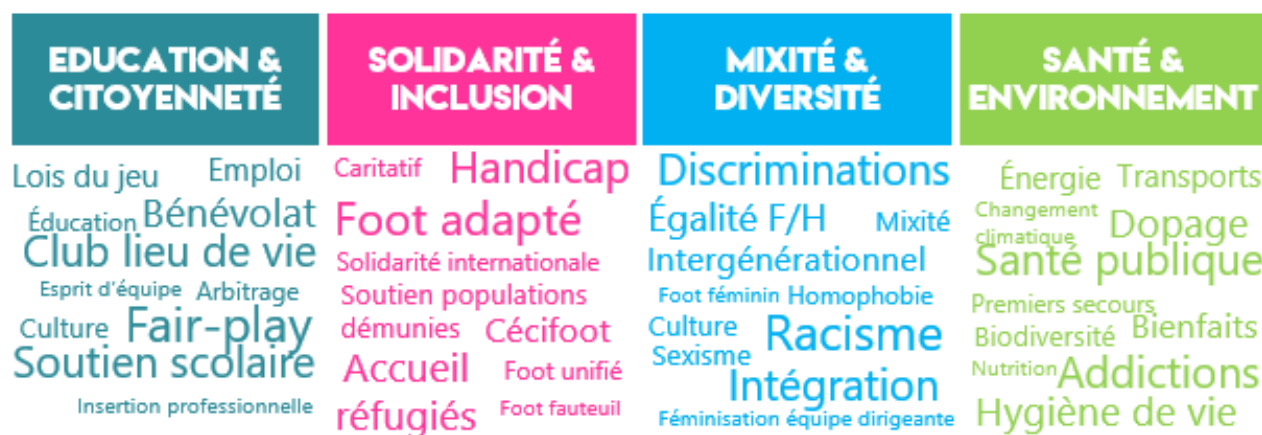 EDUCATION &
CITOYENNETÉ
Lois du jeu Emploi
Éducation Bénévolat
Club lieu de vie
Esprit d'équipe Arbitrage
Culture Fair-play
Soutien scolaire
Insertion professionnelle
SOLIDARITÉ &
INCLUSION
Caritatif Handicap
Foot adapté
Solidarité internationale
Soutien populations
démunies Cécifoot
Accueil Foot unifié
réfugiés Foot fauteuil
MIXITÉ &
DIVERSITÉ
Discriminations
Égalité F/H Mixité
Intergénérationnel
Foot féminin Homophobie
Culture Racisme
Sexisme
Intégration
Féminisation équipe dirigeante
SANTÉ &
ENVIRONNEMENT
Énergie Transports
Changement
climatique Dopage
Santé publique
Premiers secours
Biodiversité Bienfaits
Nutrition Addictions
Hygiène de vie